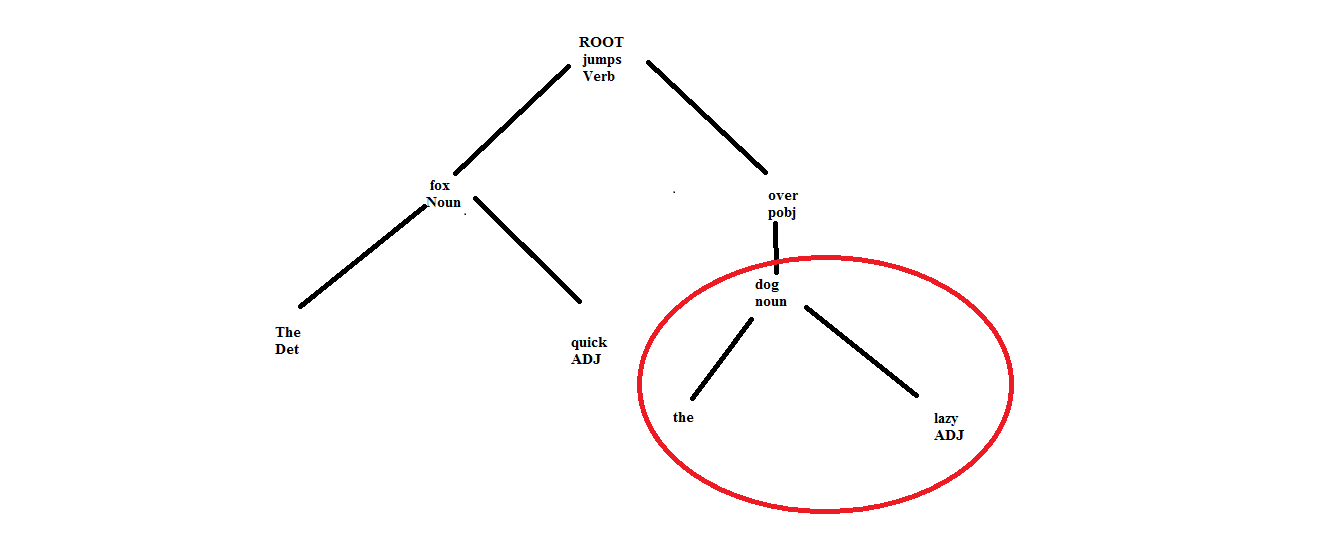 ROOT
jumps
Verb
fox
Noun
over
pobj
dog
noun
The
Det
quick
ADJ
the
lazy
ADJ